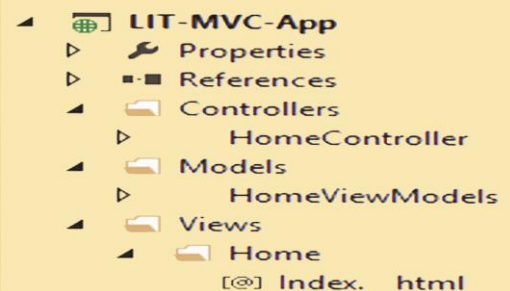 LIT-MVC-App
Properties
References
Controllers
HomeController
Models
HomeViewModels
Views
Home
[@] Index. html